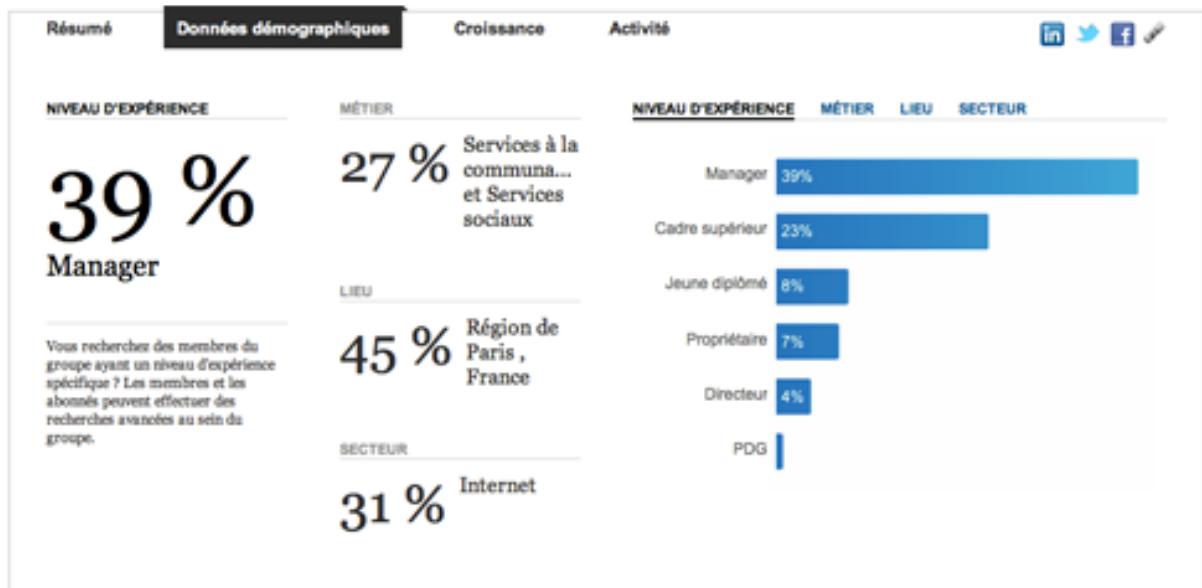 Résumé
Données démographiques
Croissance
Activité
in
f
NIVEAU D'EXPÉRIENCE
39 %
Manager
Vous recherchez des membres du
groupe ayant un niveau d'expérience
spécifique ? Les membres et les
abonnés peuvent effectuer des
recherches avancées au sein du
groupe.
MÉTIER
27 %
Services à la
communa...
et Services
sociaux
LIEU
45 %
Région de
Paris ,
France
SECTEUR
31 %
Internet
NIVEAU D'EXPÉRIENCE
MÉTIER
LIEU
SECTEUR
Manager 39%
Cadre supérieur 23%
Jeune diplômé 8%
Propriétaire 7%
Directeur 4%
PDG